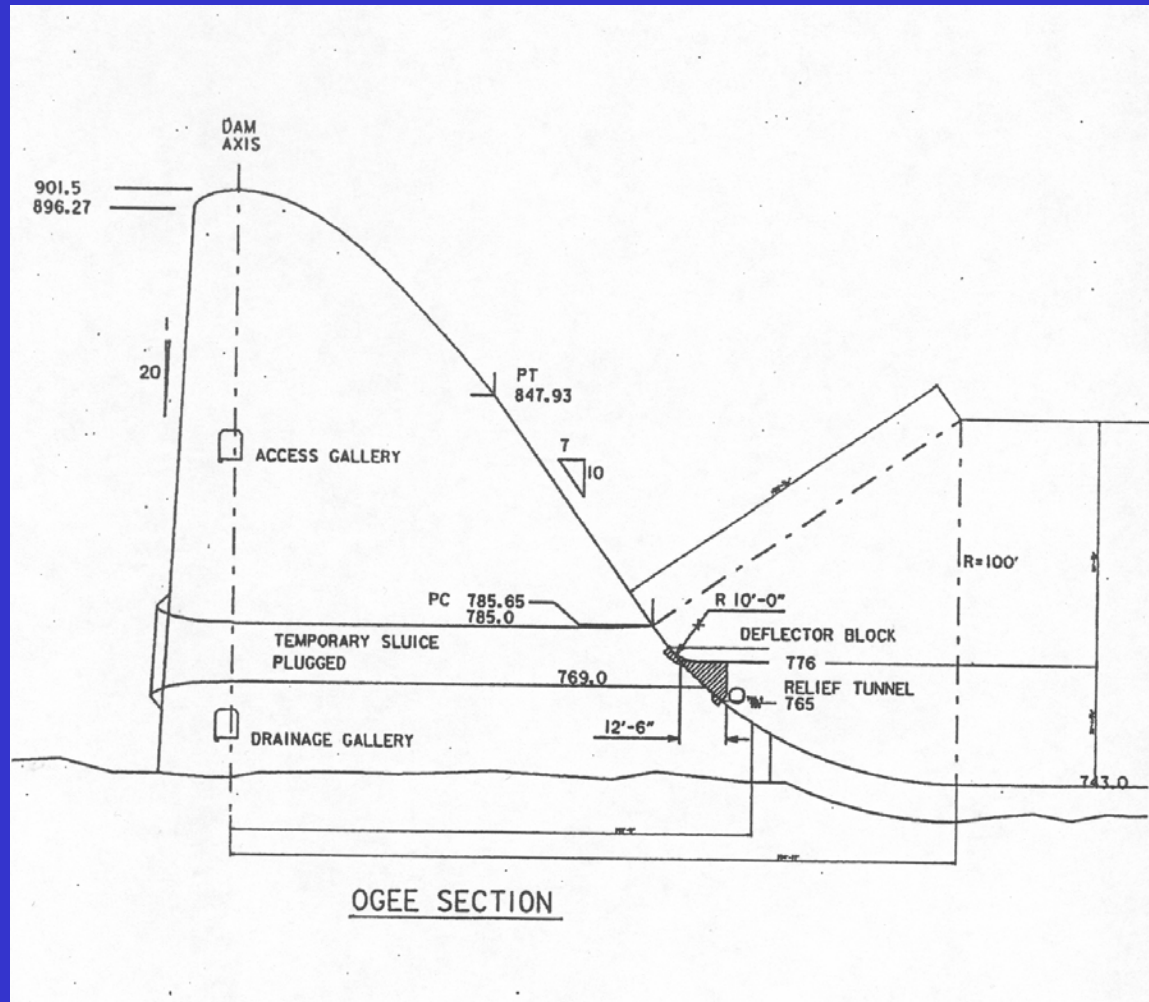 DAM
AXIS
901.5
896.27
20
PT
847.93
7
10
ACCESS GALLERY
R=100'
PC 785.65
785.0
R 10'-0"
DEFLECTOR BLOCK
TEMPORARY SLUICE
PLUGGED
776
769.0
RELIEF TUNNEL
765
12'-6"
DRAINAGE GALLERY
743.0
OGEE SECTION